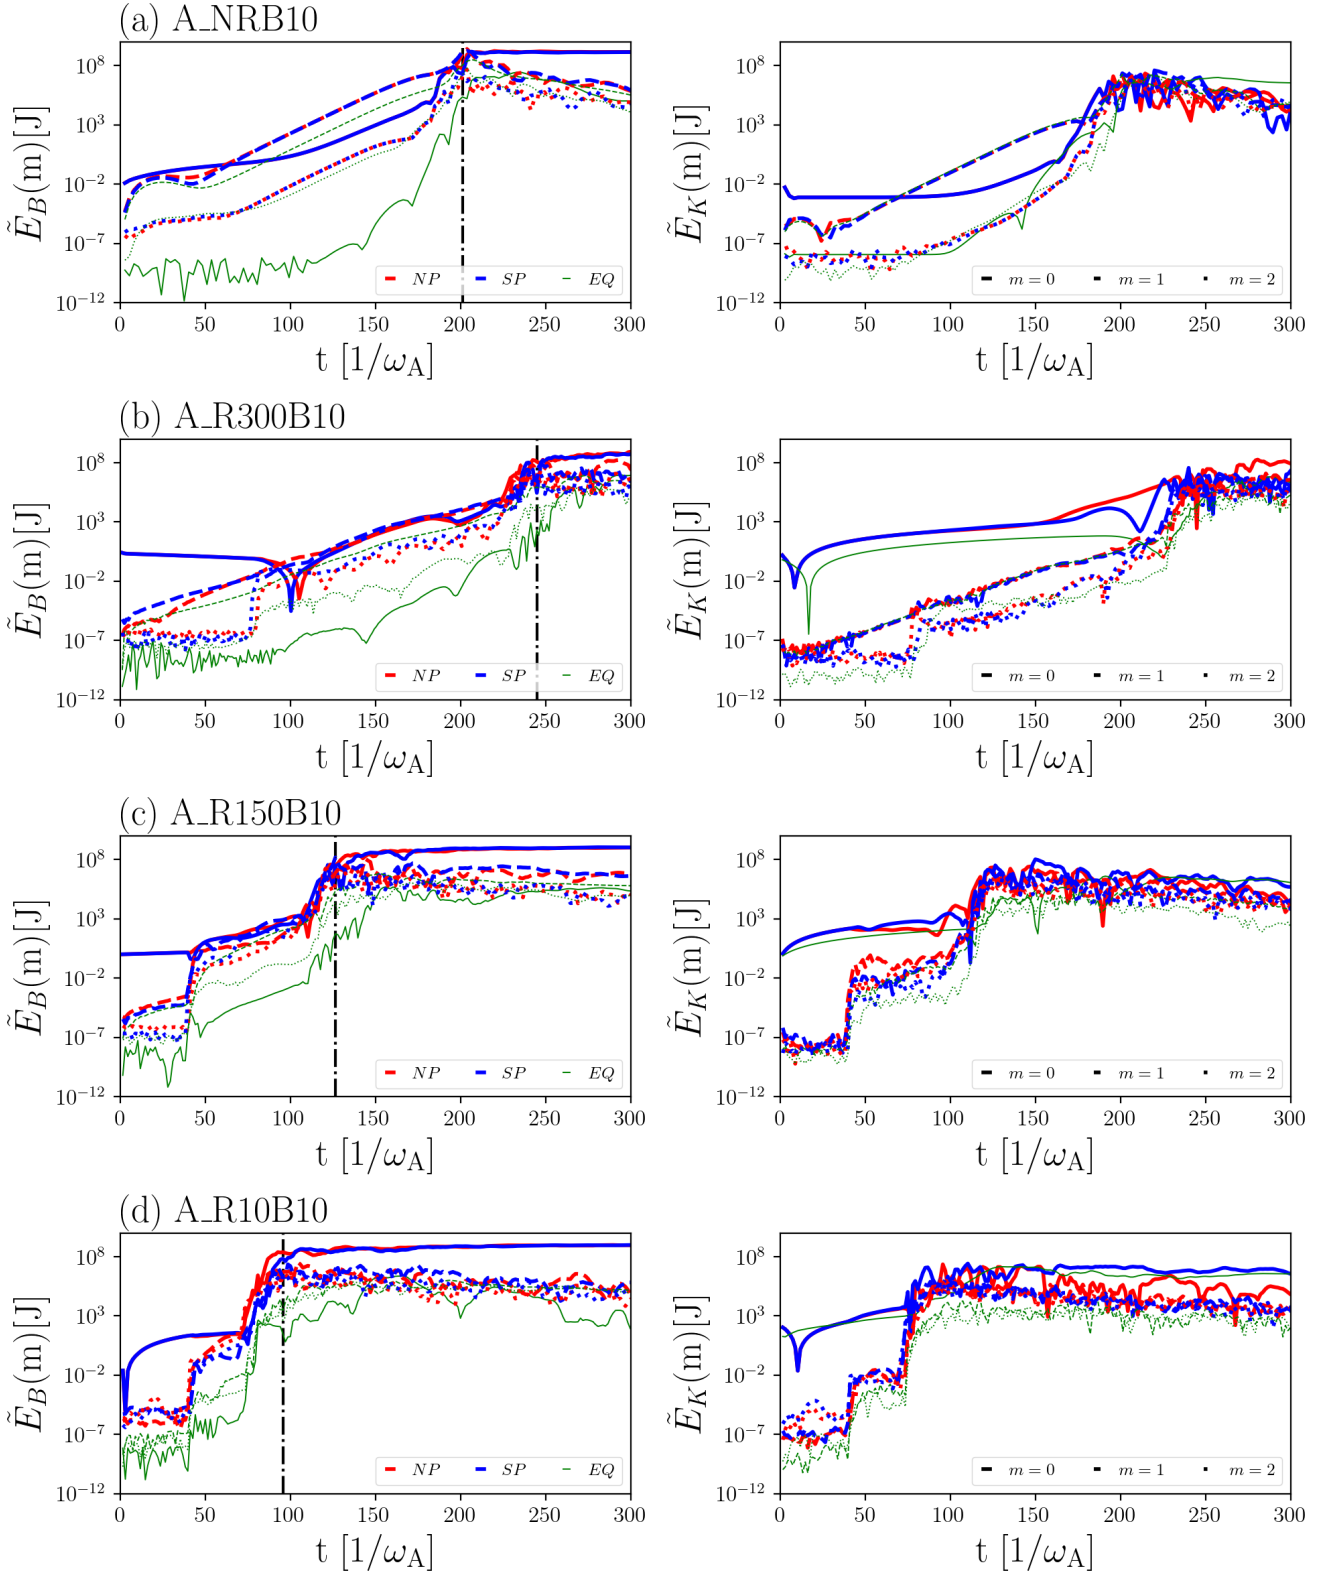 (a) A_NRB10
Ẽ_B(m)[J]
10^8
10^3
10^−2
10^−7
10^−12
NP SP EQ
0 50 100 150 200 250 300
t [1/ω_A]
Ẽ_K(m)[J]
10^8
10^3
10^−2
10^−7
10^−12
m = 0 m = 1 m = 2
0 50 100 150 200 250 300
t [1/ω_A]
(b) A_R300B10
Ẽ_B(m)[J]
10^8
10^3
10^−2
10^−7
10^−12
NP SP EQ
0 50 100 150 200 250 300
t [1/ω_A]
Ẽ_K(m)[J]
10^8
10^3
10^−2
10^−7
10^−12
m = 0 m = 1 m = 2
0 50 100 150 200 250 300
t [1/ω_A]
(c) A_R150B10
Ẽ_B(m)[J]
10^8
10^3
10^−2
10^−7
10^−12
NP SP EQ
0 50 100 150 200 250 300
t [1/ω_A]
Ẽ_K(m)[J]
10^8
10^3
10^−2
10^−7
10^−12
m = 0 m = 1 m = 2
0 50 100 150 200 250 300
t [1/ω_A]
(d) A_R10B10
Ẽ_B(m)[J]
10^8
10^3
10^−2
10^−7
10^−12
NP SP EQ
0 50 100 150 200 250 300
t [1/ω_A]
Ẽ_K(m)[J]
10^8
10^3
10^−2
10^−7
10^−12
m = 0 m = 1 m = 2
0 50 100 150 200 250 300
t [1/ω_A]